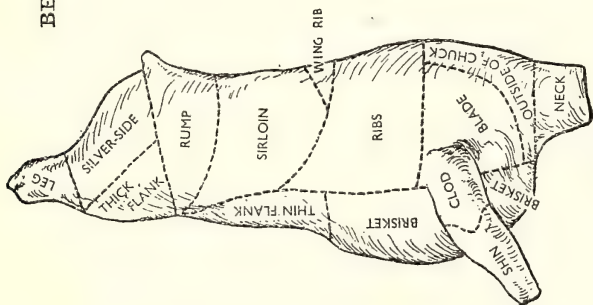 BE
LEG
SILVER-SIDE
THICK
FLANK
RUMP
SIRLOIN
WING RIB
THIN FLANK
RIBS
BRISKET
OUTSIDE OF CHUCK
BLADE
CLOD
BRISKET
NECK
SHIN